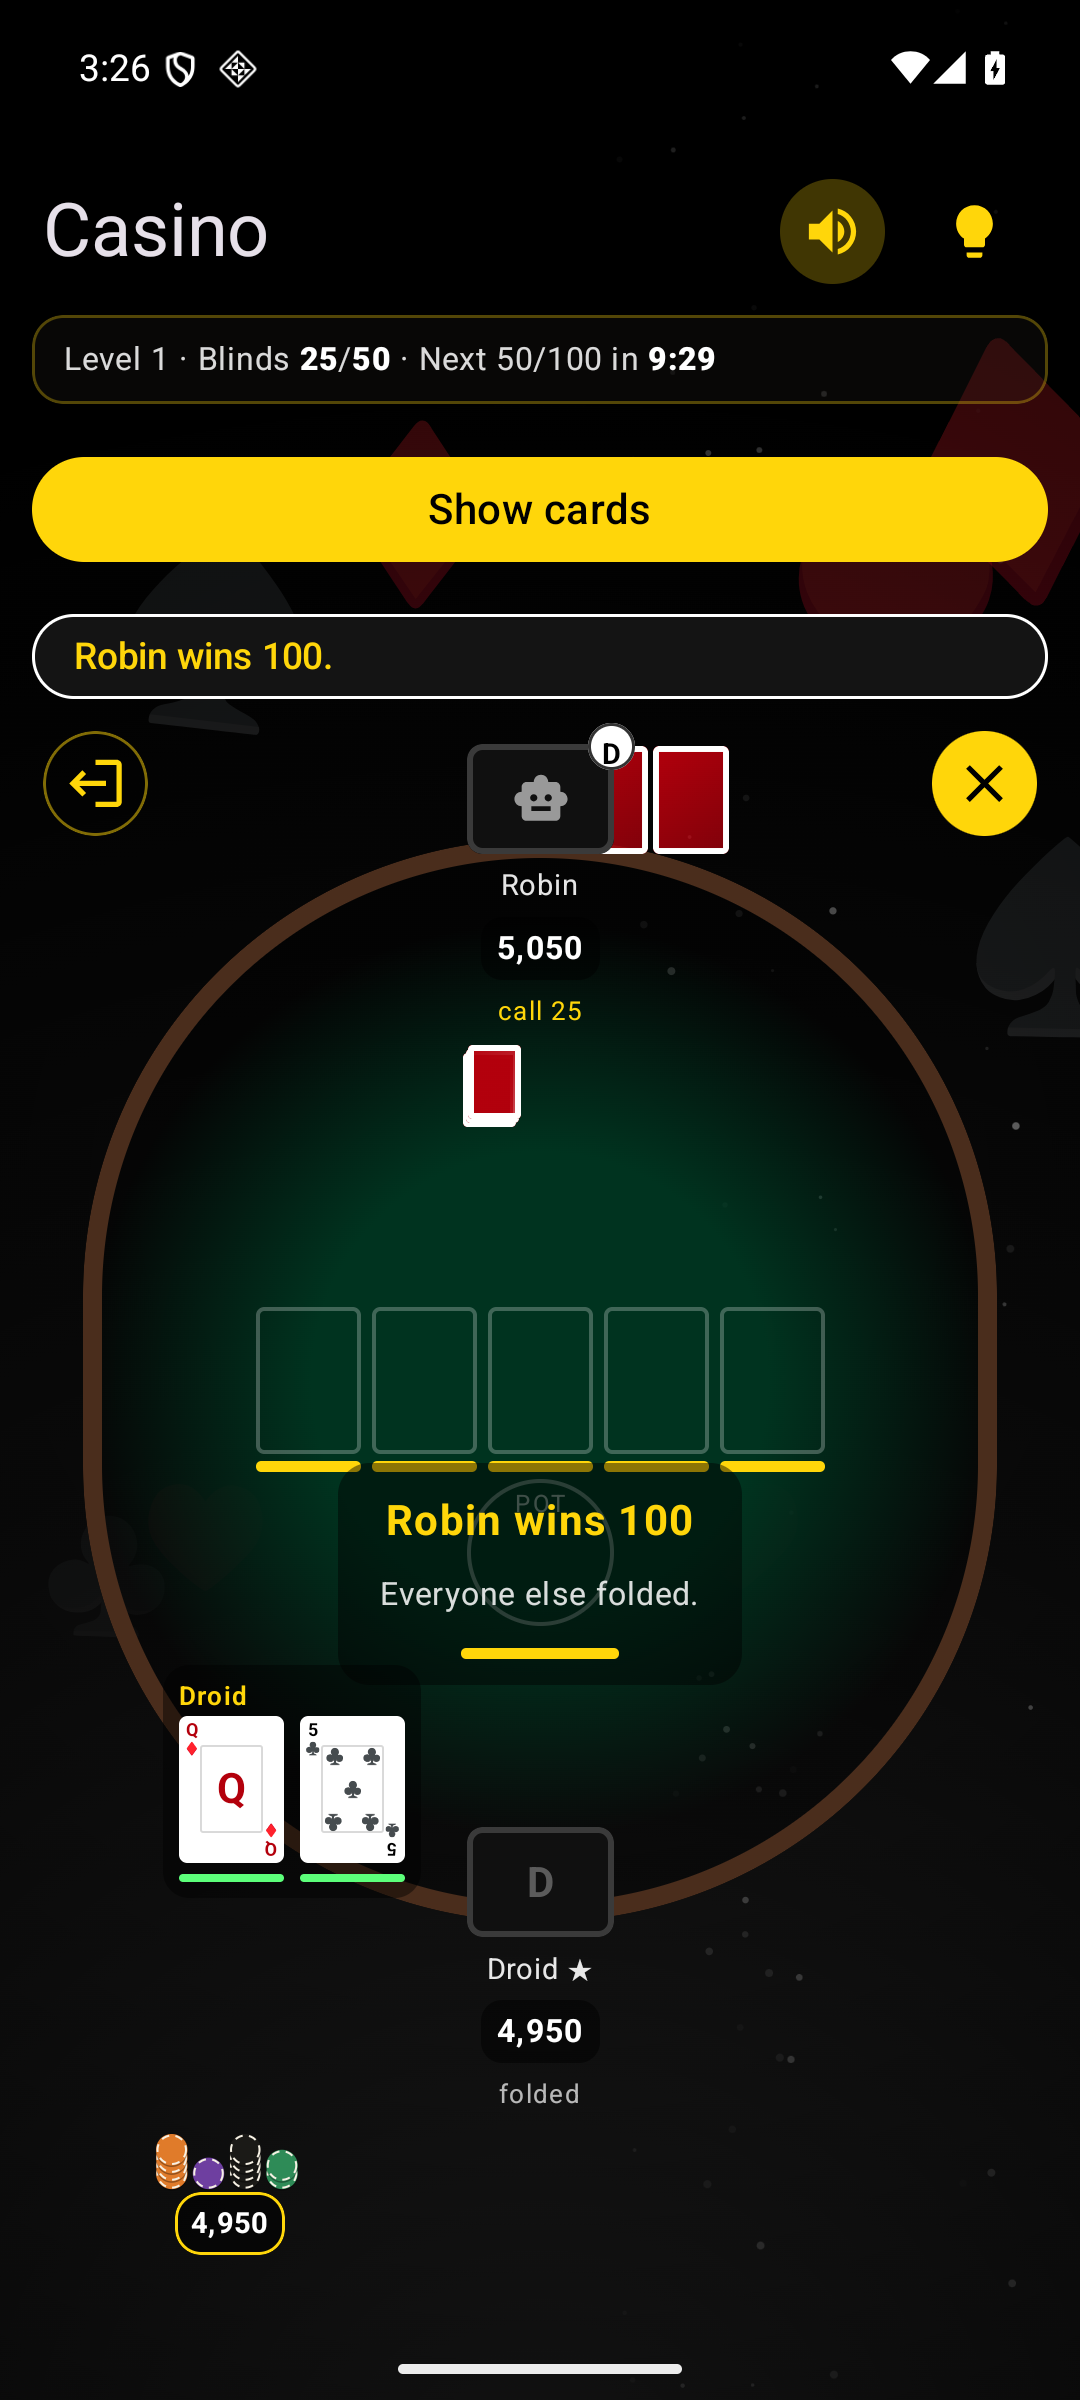 3:26
Casino
Level 1 · Blinds 25/50 · Next 50/100 in 9:29
Show cards
Robin wins 100.
D
Robin
5,050
call 25
POT
Robin wins 100
Everyone else folded.
Droid
Q
Q
Q
5
5
D
Droid ★
4,950
folded
4,950